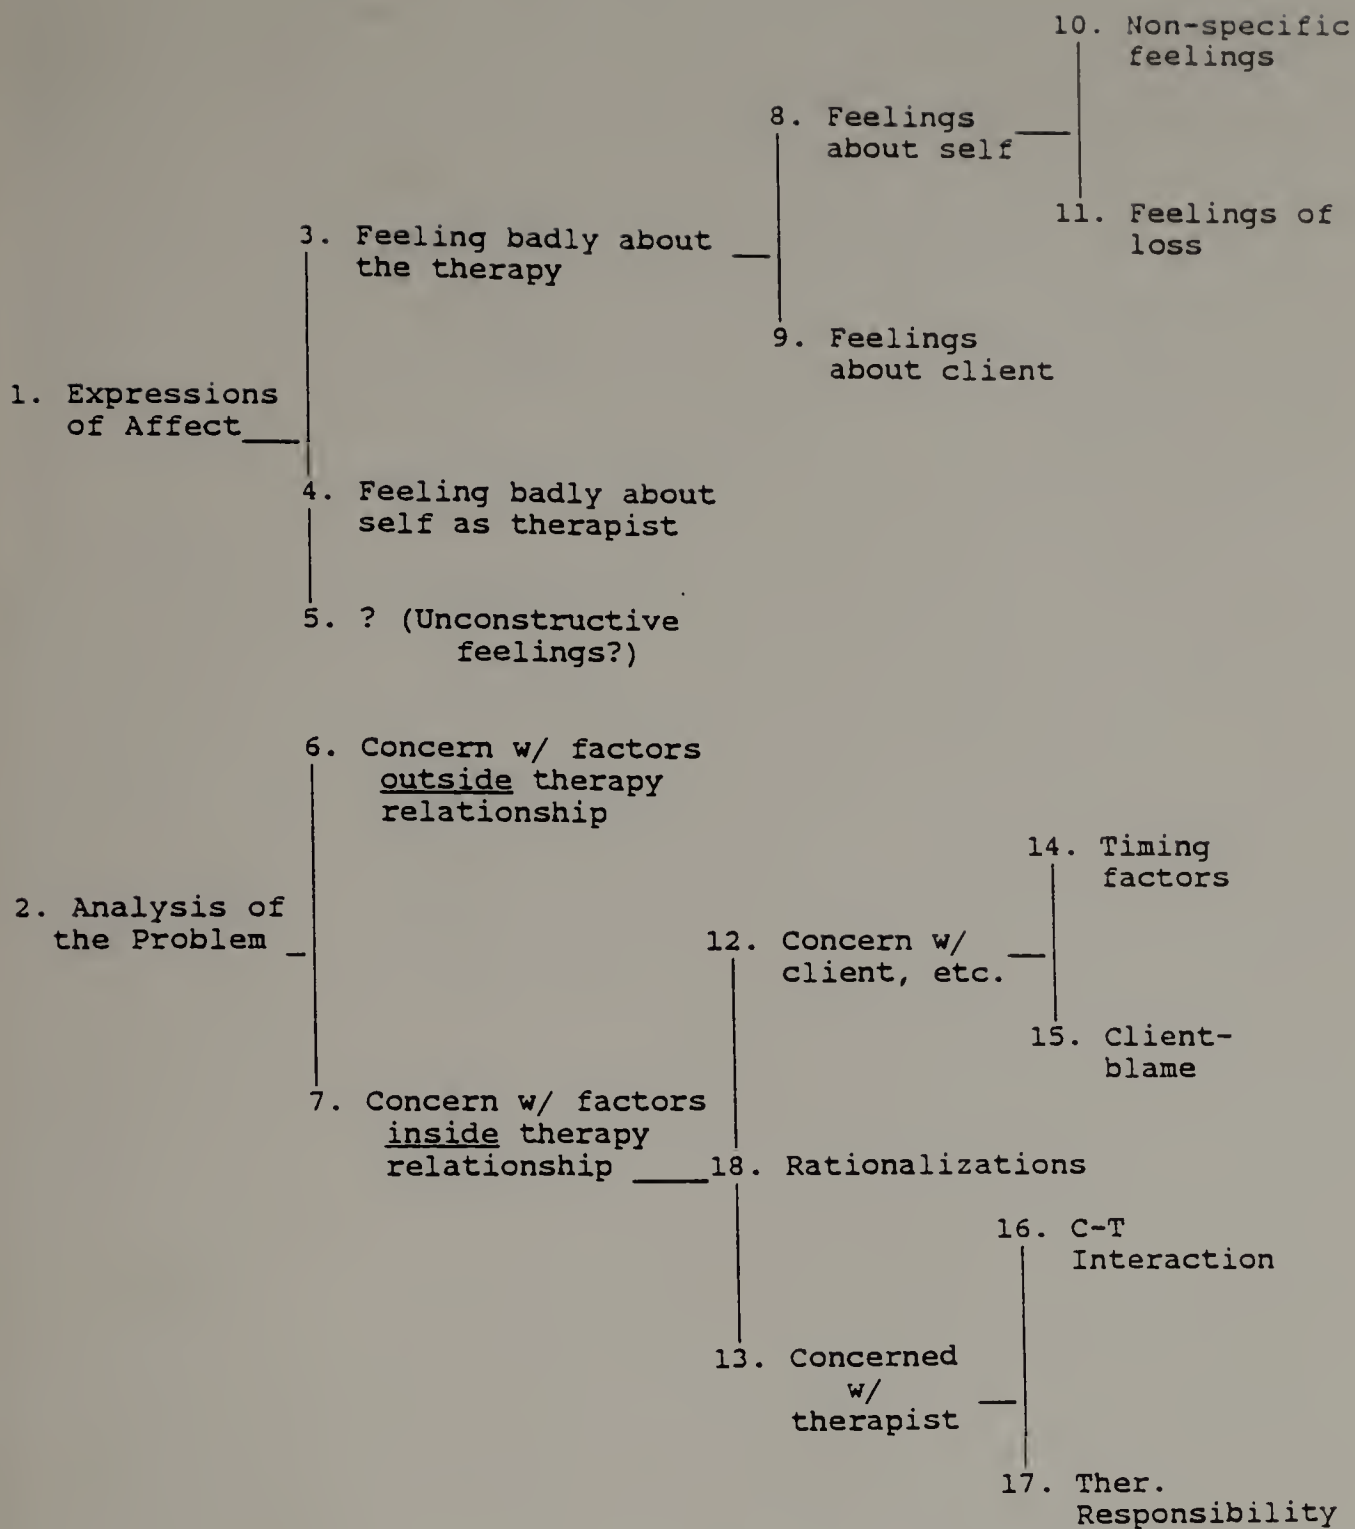 10. Non-specific
feelings
8. Feelings
about self
11. Feelings of
loss
3. Feeling badly about
the therapy
9. Feelings
about client
1. Expressions
of Affect
4. Feeling badly about
self as therapist
5. ? (Unconstructive
feelings?)
6. Concern w/ factors
outside therapy
relationship
14. Timing
factors
2. Analysis of
the Problem
12. Concern w/
client, etc.
15. Client-
blame
7. Concern w/ factors
inside therapy
relationship
18. Rationalizations
16. C-T
Interaction
13. Concerned
w/
therapist
17. Ther.
Responsibility